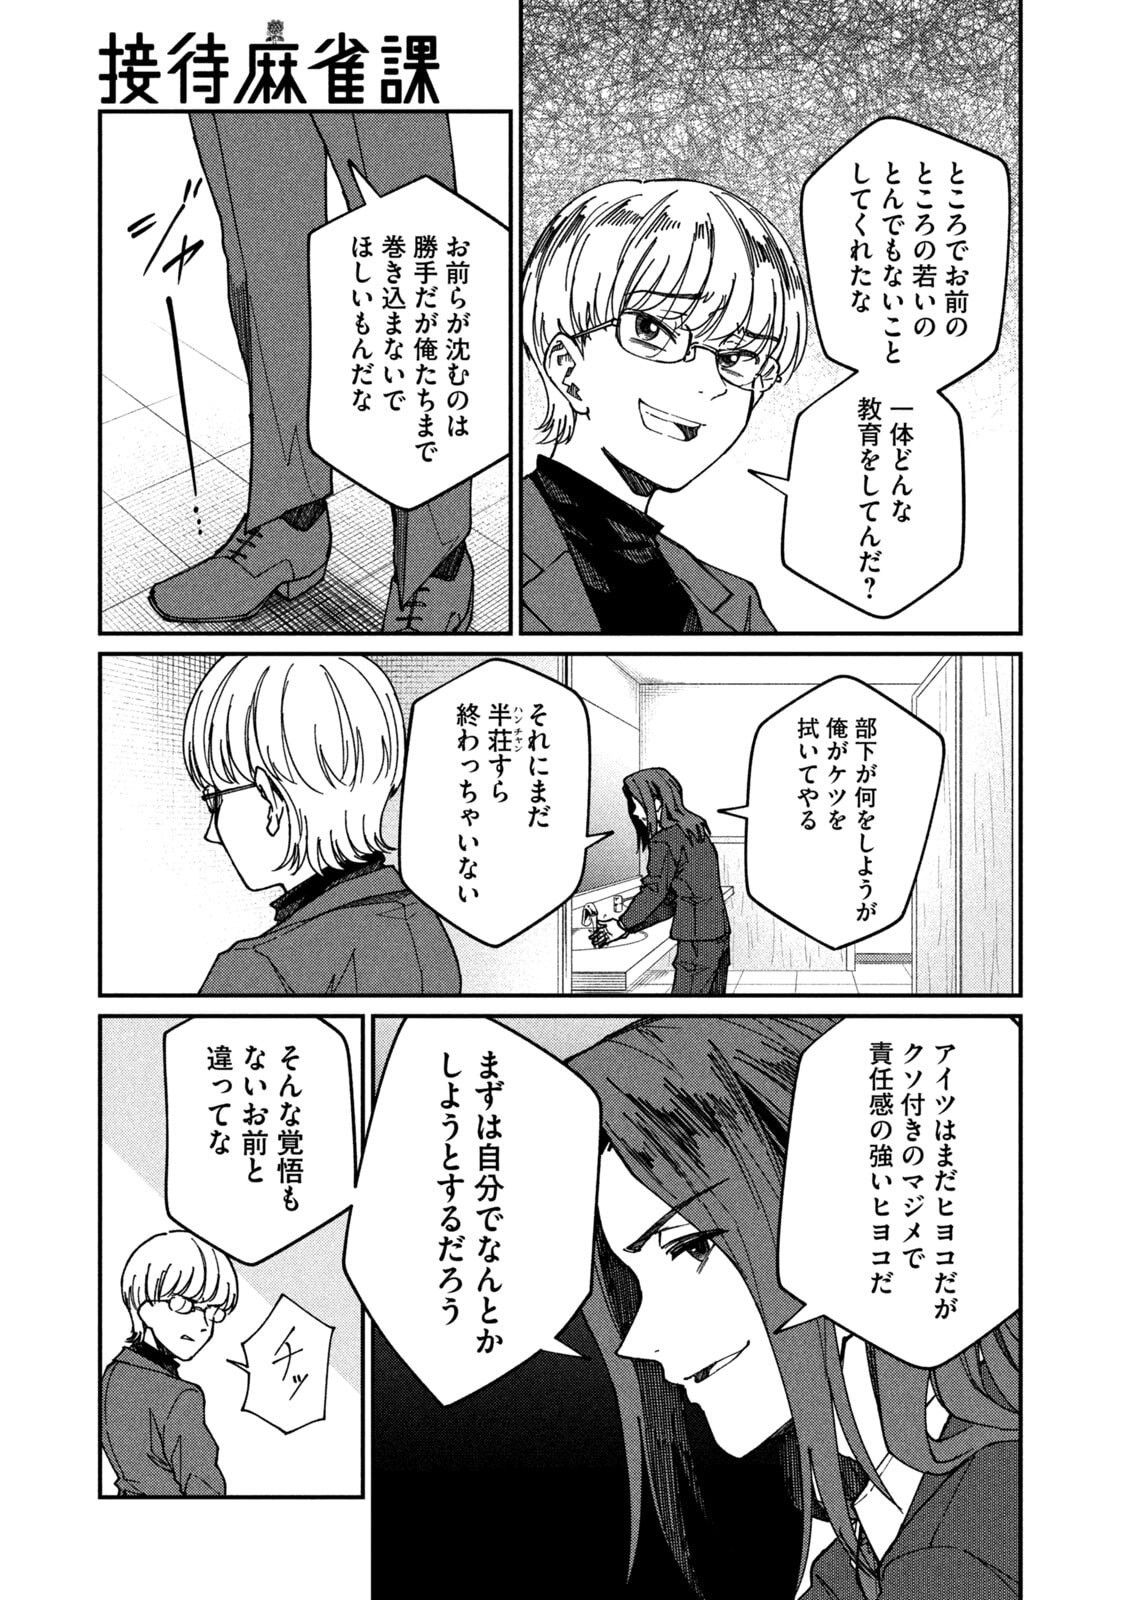 接待麻雀課
ところでお前の
ところの若いの
とんでもないこと
してくれたな
一体どんな
教育をしてんだ?
お前らが沈むのは
勝手だが俺たちまで
巻き込まないで
ほしいもんだな
ジャー…
部下が何をしようが
俺がケツを
拭いてやる
それにまだ
半荘すら
ハンチャン
終わっちゃいない
アイツはまだヒヨコだが
クソ付きのマジメで
責任感の強いヒヨコだ
まずは自分でなんとか
しようとするだろう
そんな覚悟も
ないお前と
違ってな
チッ